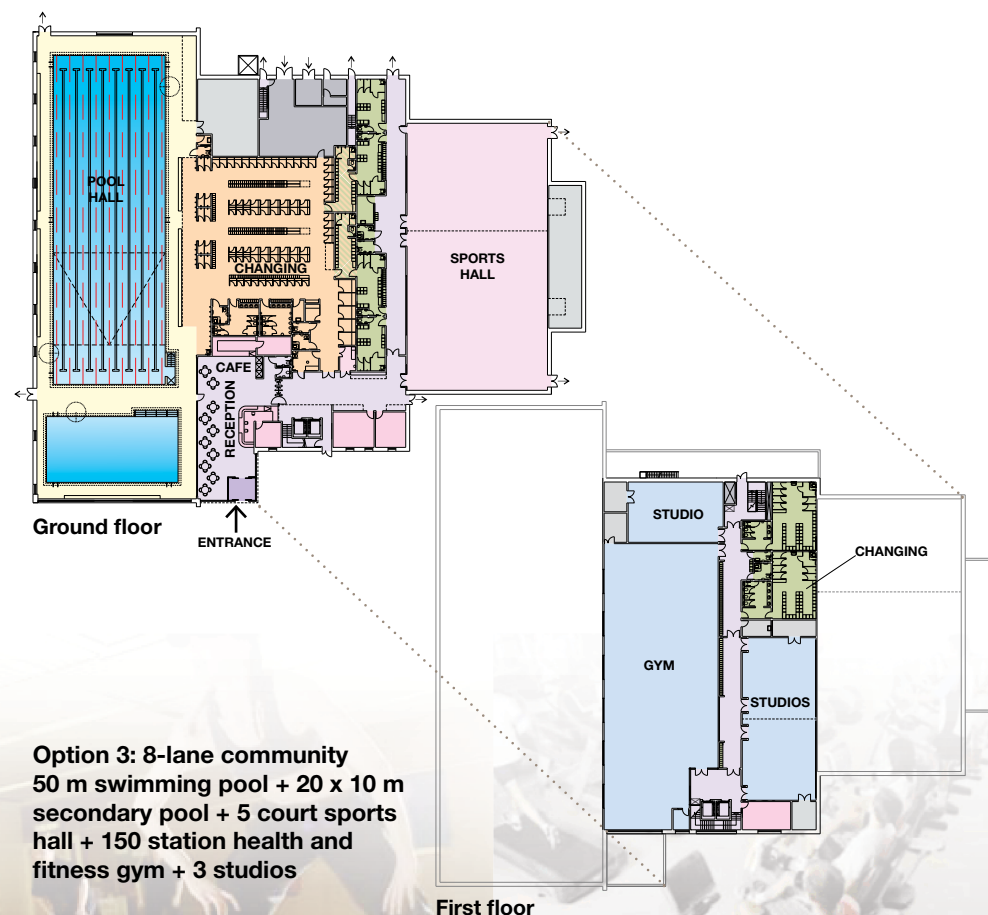 POOL
HALL
CHANGING
SPORTS
HALL
CAFE
RECEPTION
Ground floor
ENTRANCE
STUDIO
CHANGING
GYM
STUDIOS
Option 3: 8-lane community
50 m swimming pool + 20 x 10 m
secondary pool + 5 court sports
hall + 150 station health and
fitness gym + 3 studios
First floor